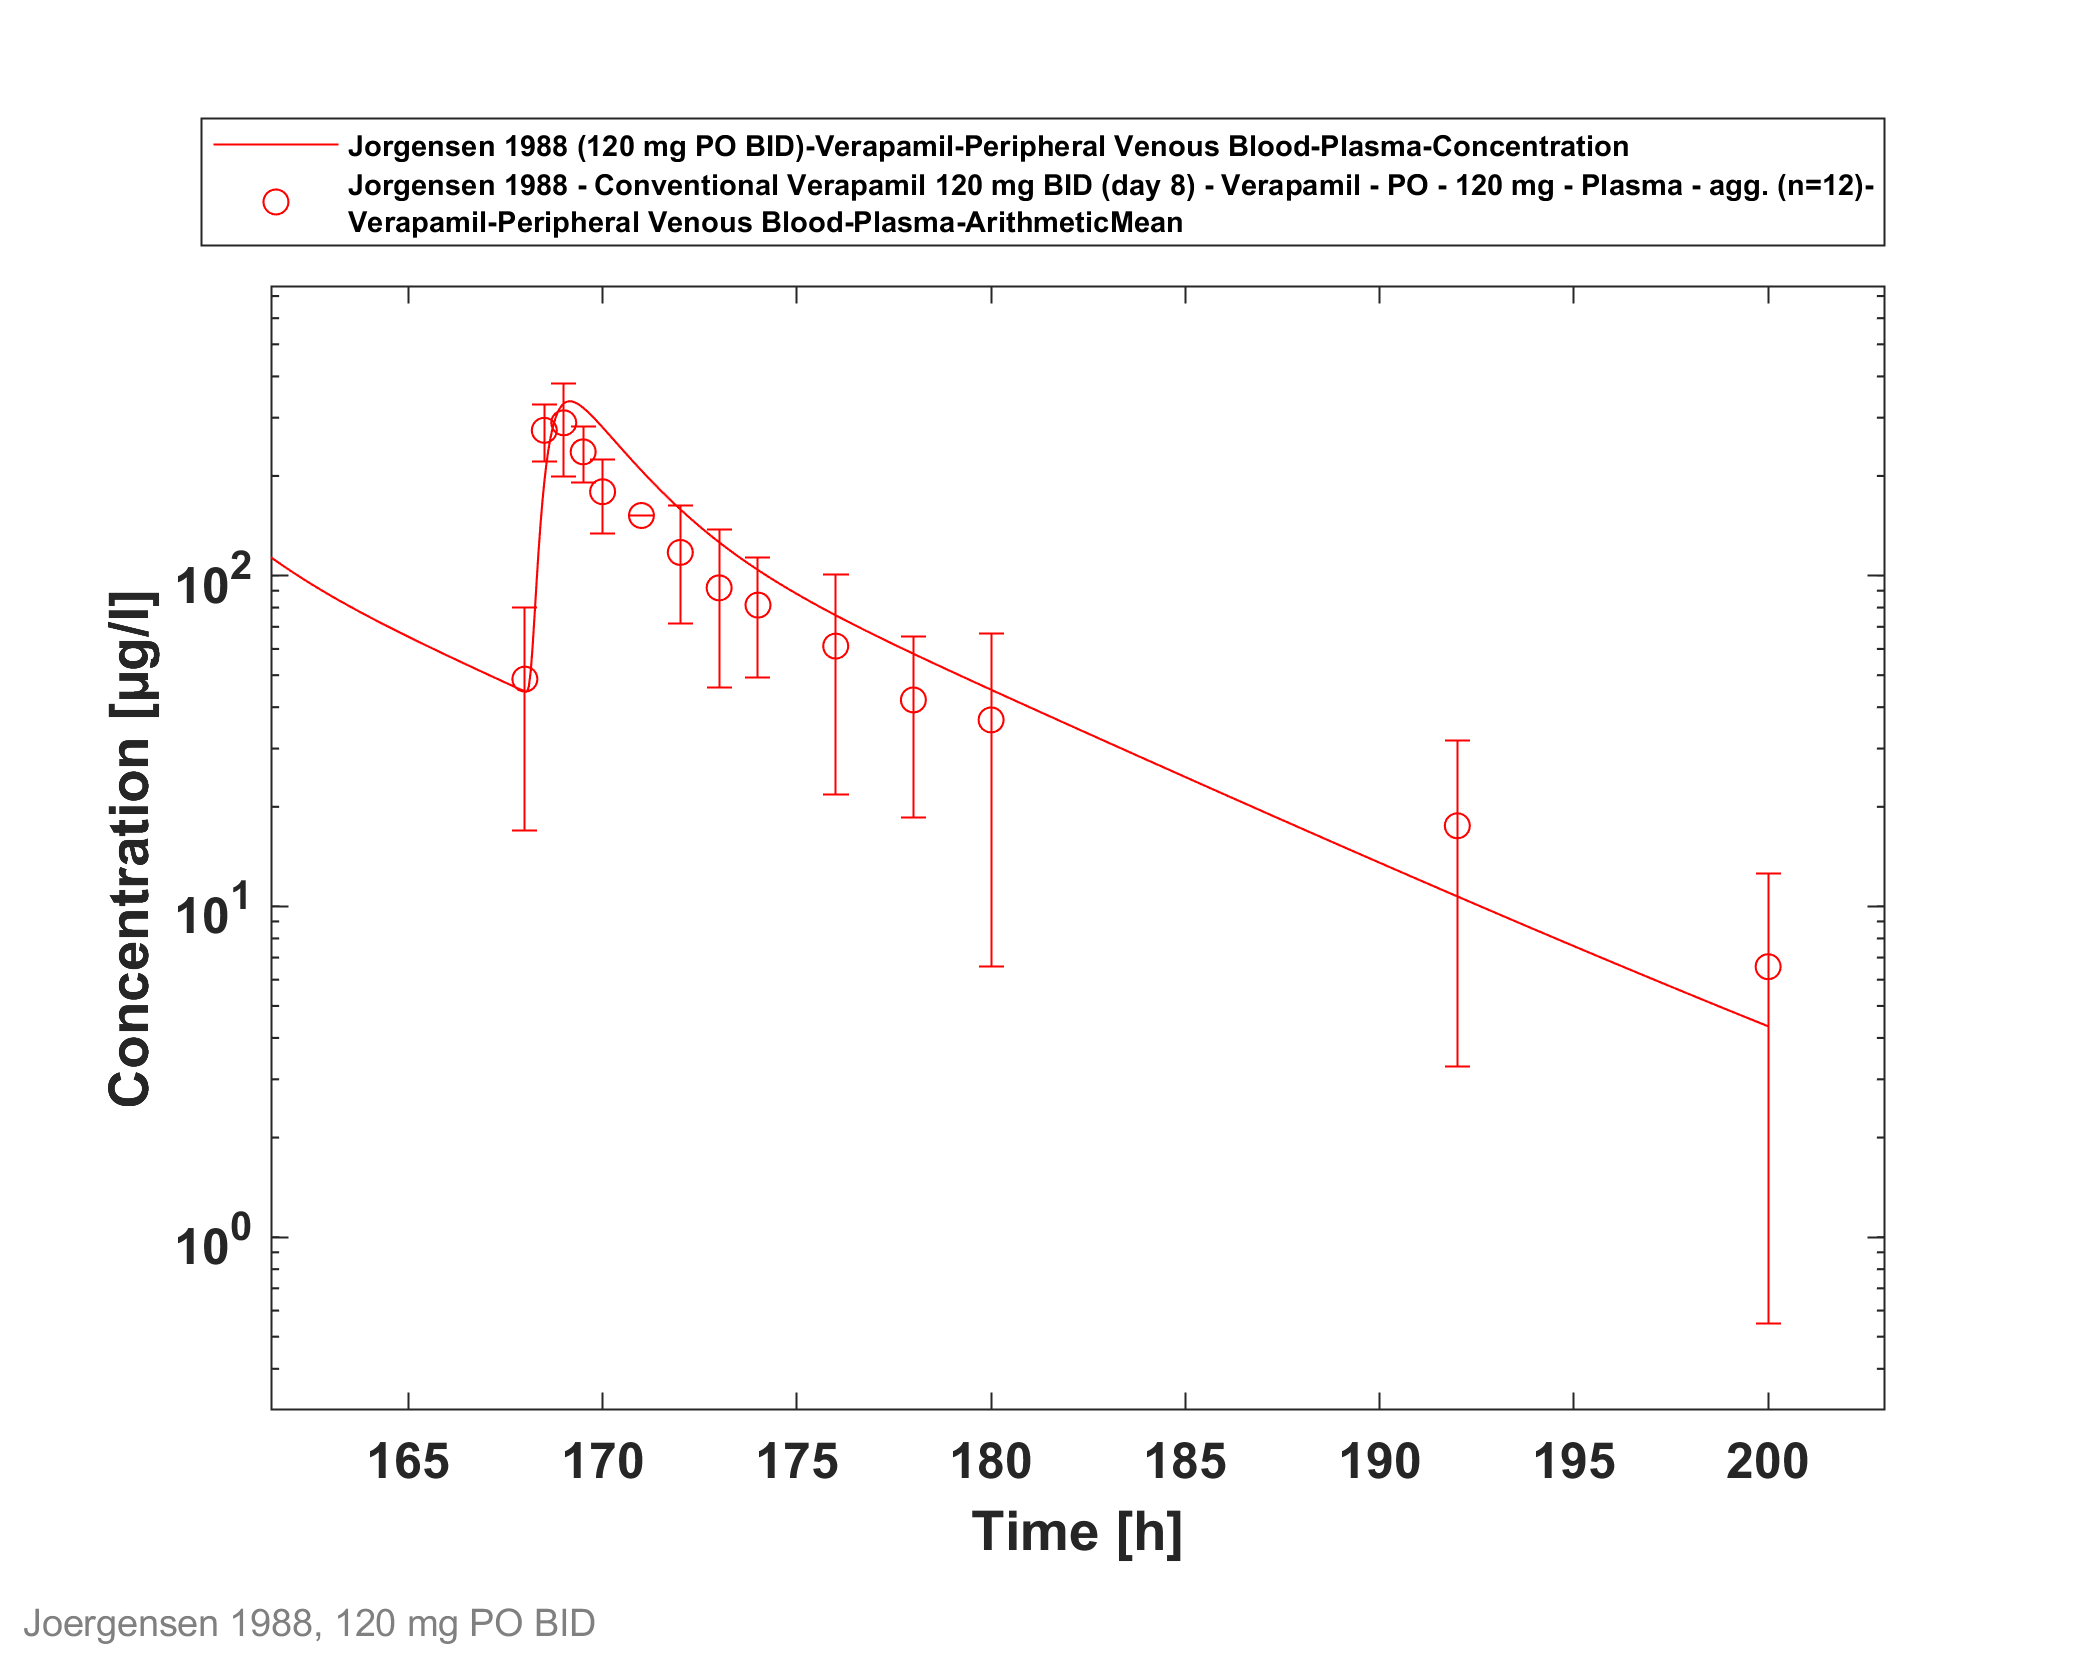 Jorgensen 1988 (120 mg PO BID)-Verapamil-Peripheral Venous Blood-Plasma-Concentration
Jorgensen 1988 - Conventional Verapamil 120 mg BID (day 8) - Verapamil - PO - 120 mg - Plasma - agg. (n=12)-
Verapamil-Peripheral Venous Blood-Plasma-ArithmeticMean
Concentration [µg/l]
10^2
10^1
10^0
165 170 175 180 185 190 195 200
Time [h]
Joergensen 1988, 120 mg PO BID